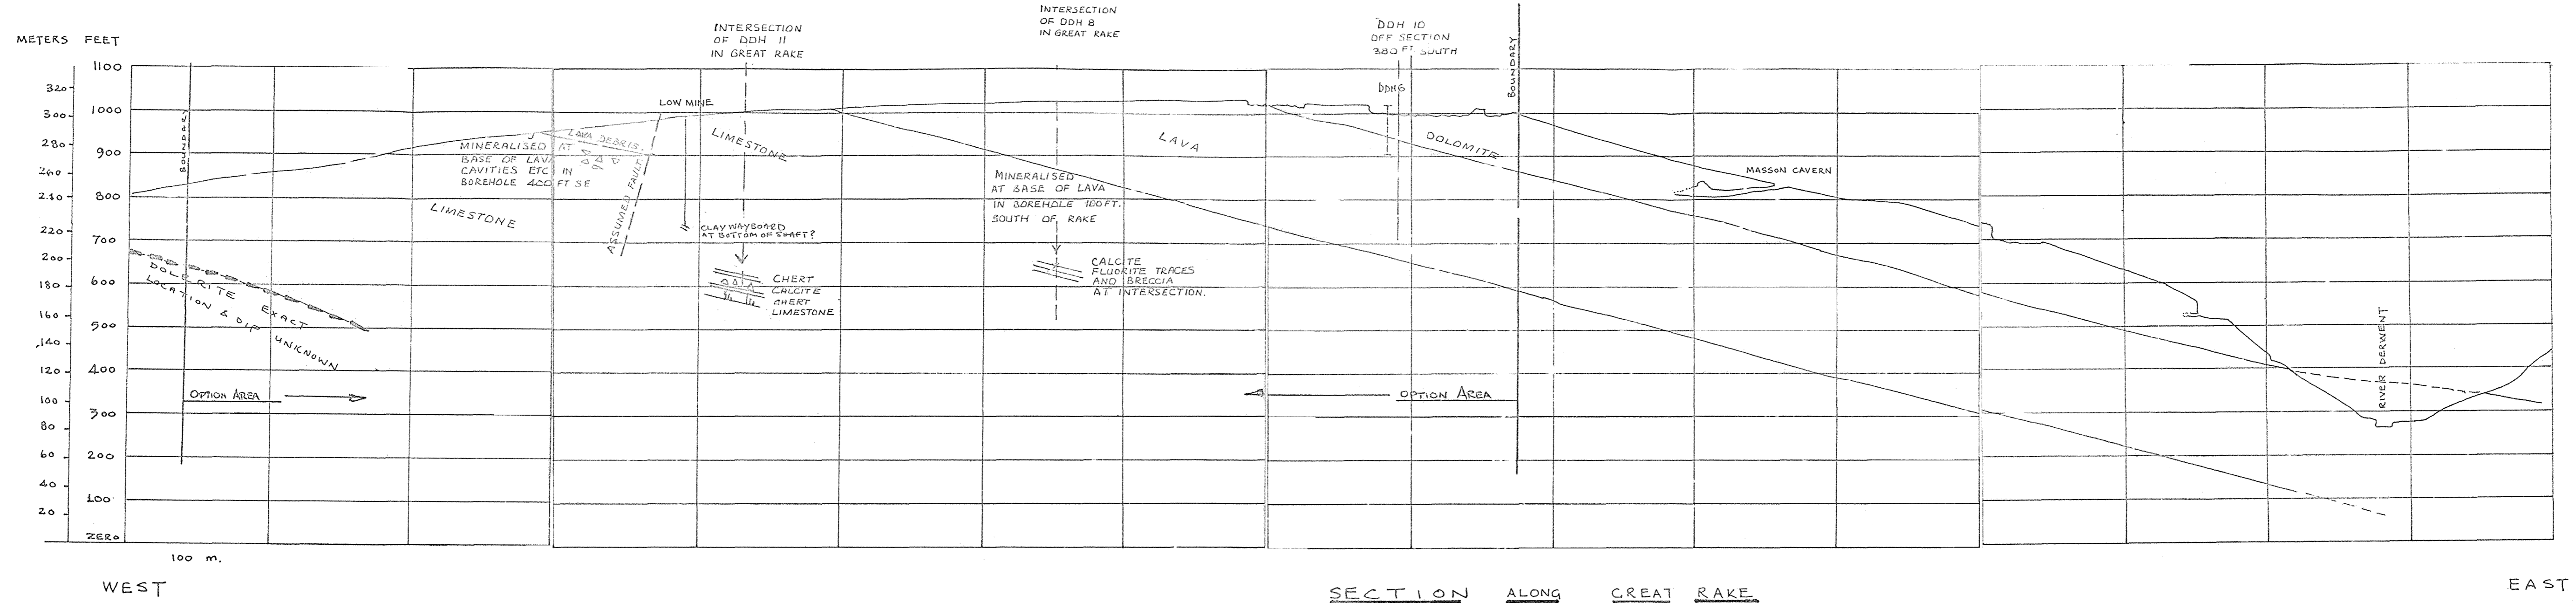 METERS FEET
1100
1000
900
800
700
600
500
400
300
200
100
ZERO
320
300
280
260
240
220
200
180
160
140
120
100
80
60
40
20
100 m.
WEST
BOUNDARY
DOLERITE EXACT
LOCATION & DIP UNKNOWN
OPTION AREA
LIMESTONE
MINERALISED AT
BASE OF LAVA
CAVITIES ETC IN
BOREHOLE 400 FT SE
LAVA DEBRIS.
ASSUMED FAULT.
LOW MINE
INTERSECTION
OF DDH 11
IN GREAT RAKE
LIMESTONE
CLAY WAYBOARD
AT BOTTOM OF SHAFT?
CHERT
CALCITE
CHERT
LIMESTONE
INTERSECTION
OF DDH 8
IN GREAT RAKE
MINERALISED
AT BASE OF LAVA
IN BOREHOLE 100 FT.
SOUTH OF RAKE
CALCITE
FLUORITE TRACES
AND BRECCIA
AT INTERSECTION.
LAVA
DDH 10
OFF SECTION
380 FT SOUTH
DDH6
BOUNDARY
DOLOMITE
OPTION AREA
MASSON CAVERN
RIVER DERWENT
SECTION ALONG GREAT RAKE
EAST